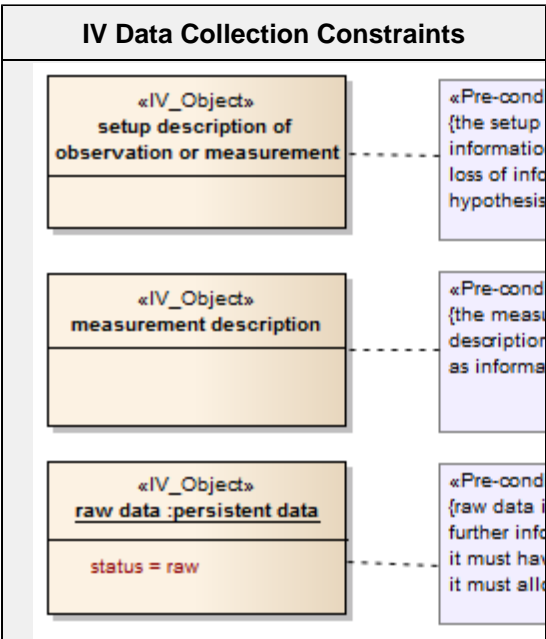 IV Data Collection Constraints
«IV_Object»
setup description of
observation or measurement
«Pre-cond
{the setup
informatio
loss of info
hypothesis
«IV_Object»
measurement description
«Pre-cond
{the measu
description
as informa
«IV_Object»
raw data :persistent data
status = raw
«Pre-cond
{raw data i
further info
it must hav
it must allo